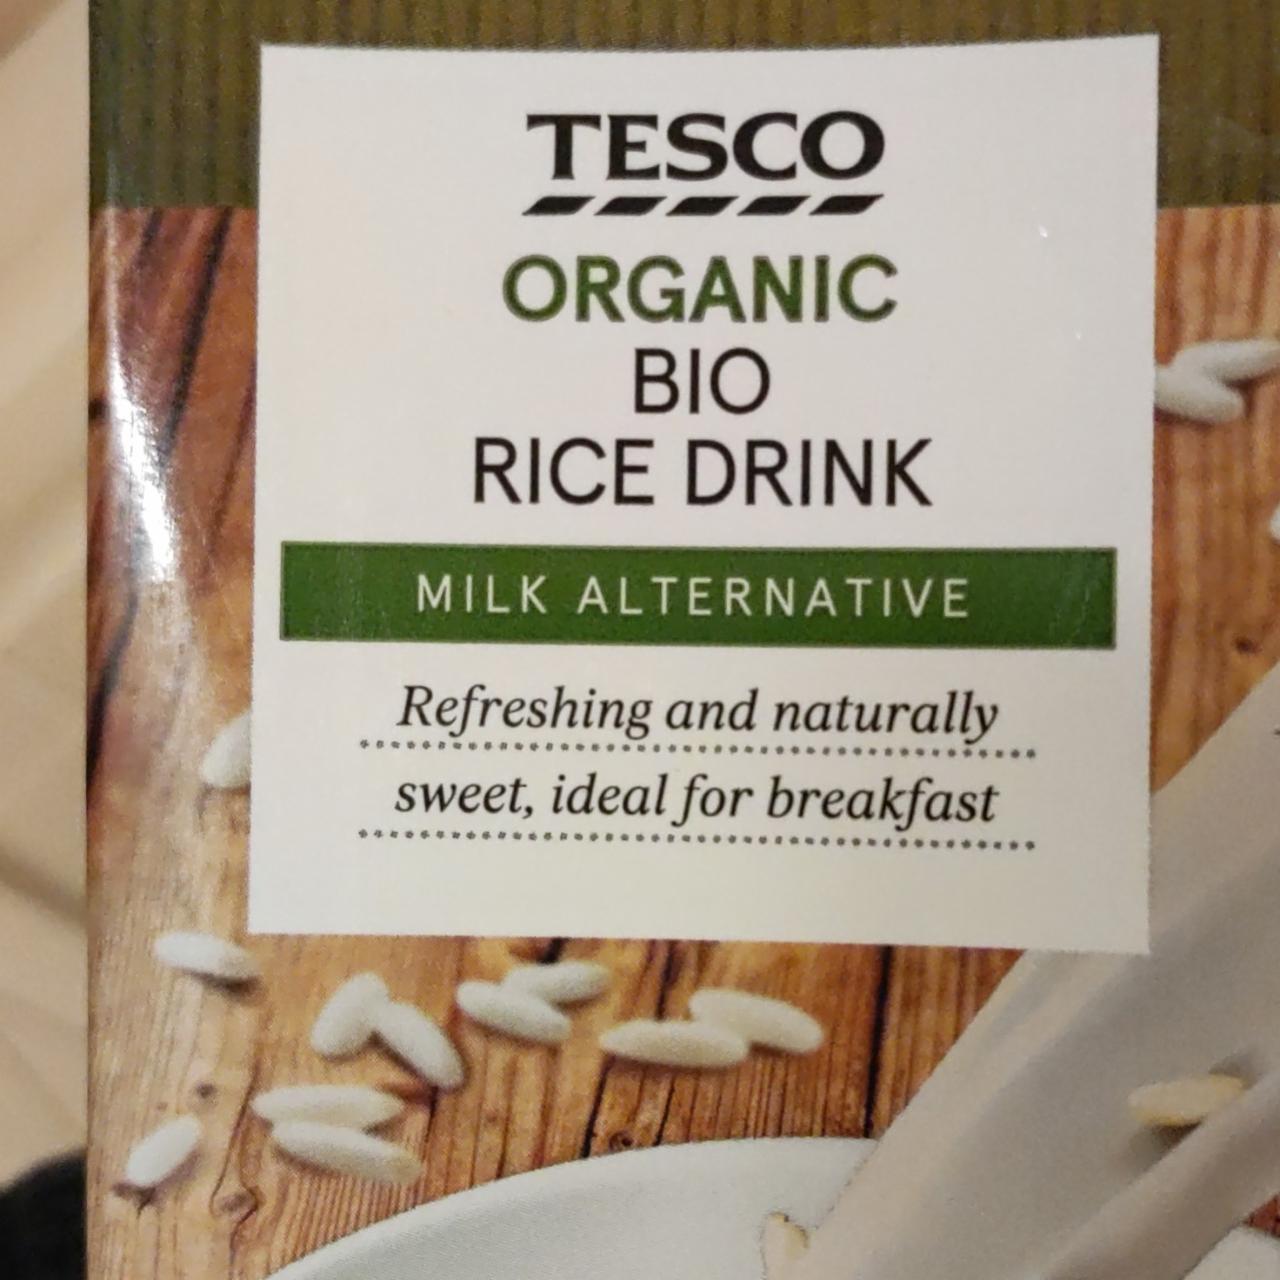 TESCO
ORGANIC
BIO
RICE DRINK
MILK ALTERNATIVE
Refreshing and naturally
sweet, ideal for breakfast